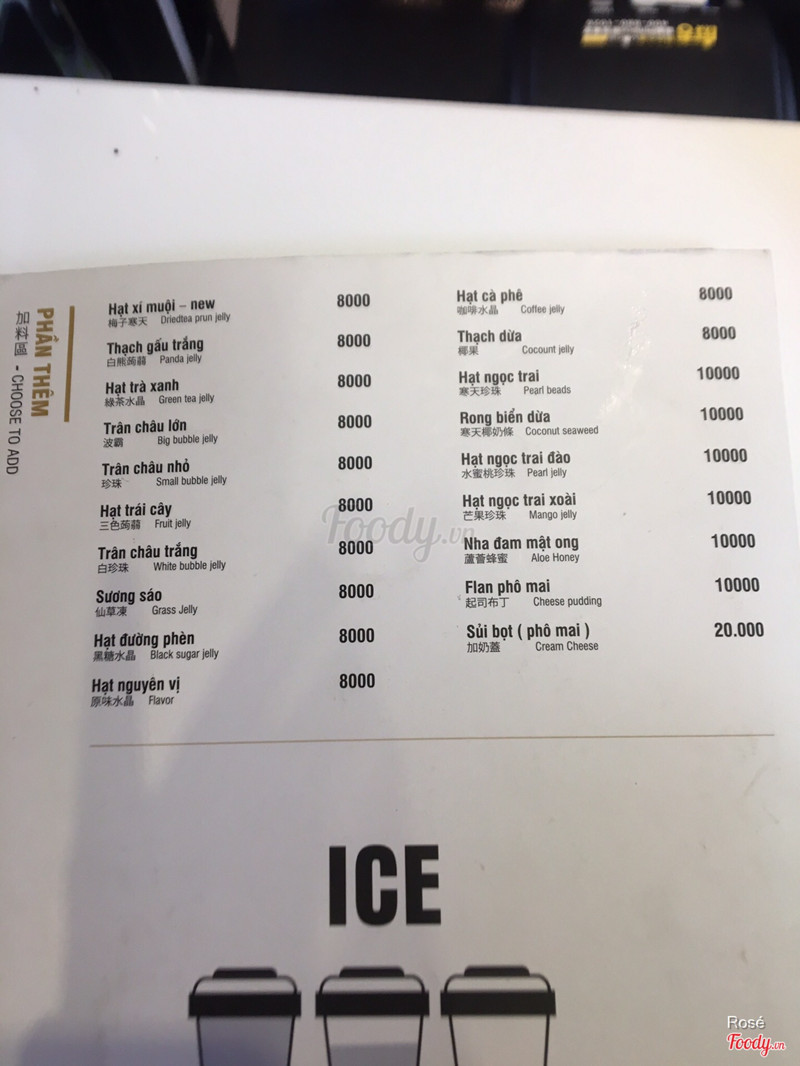 PHẦN THÊM
加料區 - CHOOSE TO ADD
Hạt xí muội – new 8000
梅子寒天 Driedtea prun jelly
Thạch gấu trắng 8000
白熊蒟蒻 Panda jelly
Hạt trà xanh 8000
綠茶水晶 Green tea jelly
Trân châu lớn 8000
波霸 Big bubble jelly
Trân châu nhỏ 8000
珍珠 Small bubble jelly
Hạt trái cây 8000
三色蒟蒻 Fruit jelly
Trân châu trắng 8000
白珍珠 White bubble jelly
Sương sáo 8000
仙草凍 Grass Jelly
Hạt đường phèn 8000
黑糖水晶 Black sugar jelly
Hạt nguyên vị 8000
原味水晶 Flavor
Hạt cà phê 8000
咖啡水晶 Coffee jelly
Thạch dừa 8000
椰果 Cocount jelly
Hạt ngọc trai 10000
寒天珍珠 Pearl beads
Rong biển dừa 10000
寒天椰奶條 Coconut seaweed
Hạt ngọc trai đào 10000
水蜜桃珍珠 Pearl jelly
Hạt ngọc trai xoài 10000
芒果珍珠 Mango jelly
Nha đam mật ong 10000
蘆薈蜂蜜 Aloe Honey
Flan phô mai 10000
起司布丁 Cheese pudding
Sủi bọt ( phô mai ) 20.000
加奶蓋 Cream Cheese
Foody.vn
ICE
Rosé
Foody.vn